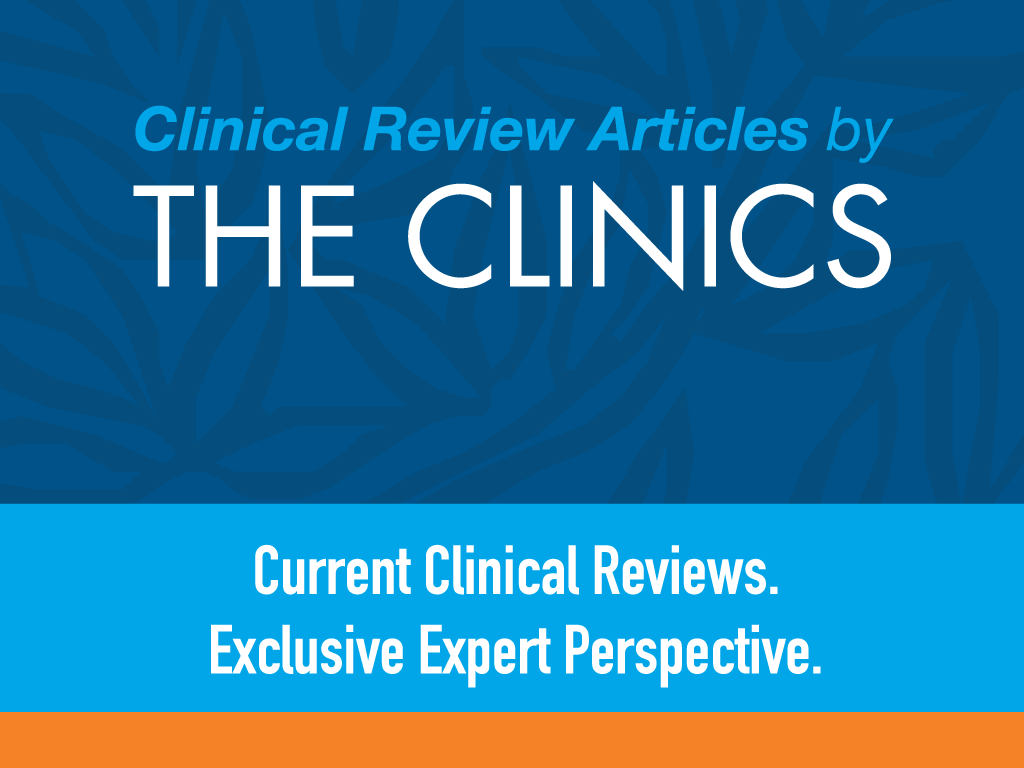 Clinical Review Articles by
THE CLINICS
Current Clinical Reviews.
Exclusive Expert Perspective.